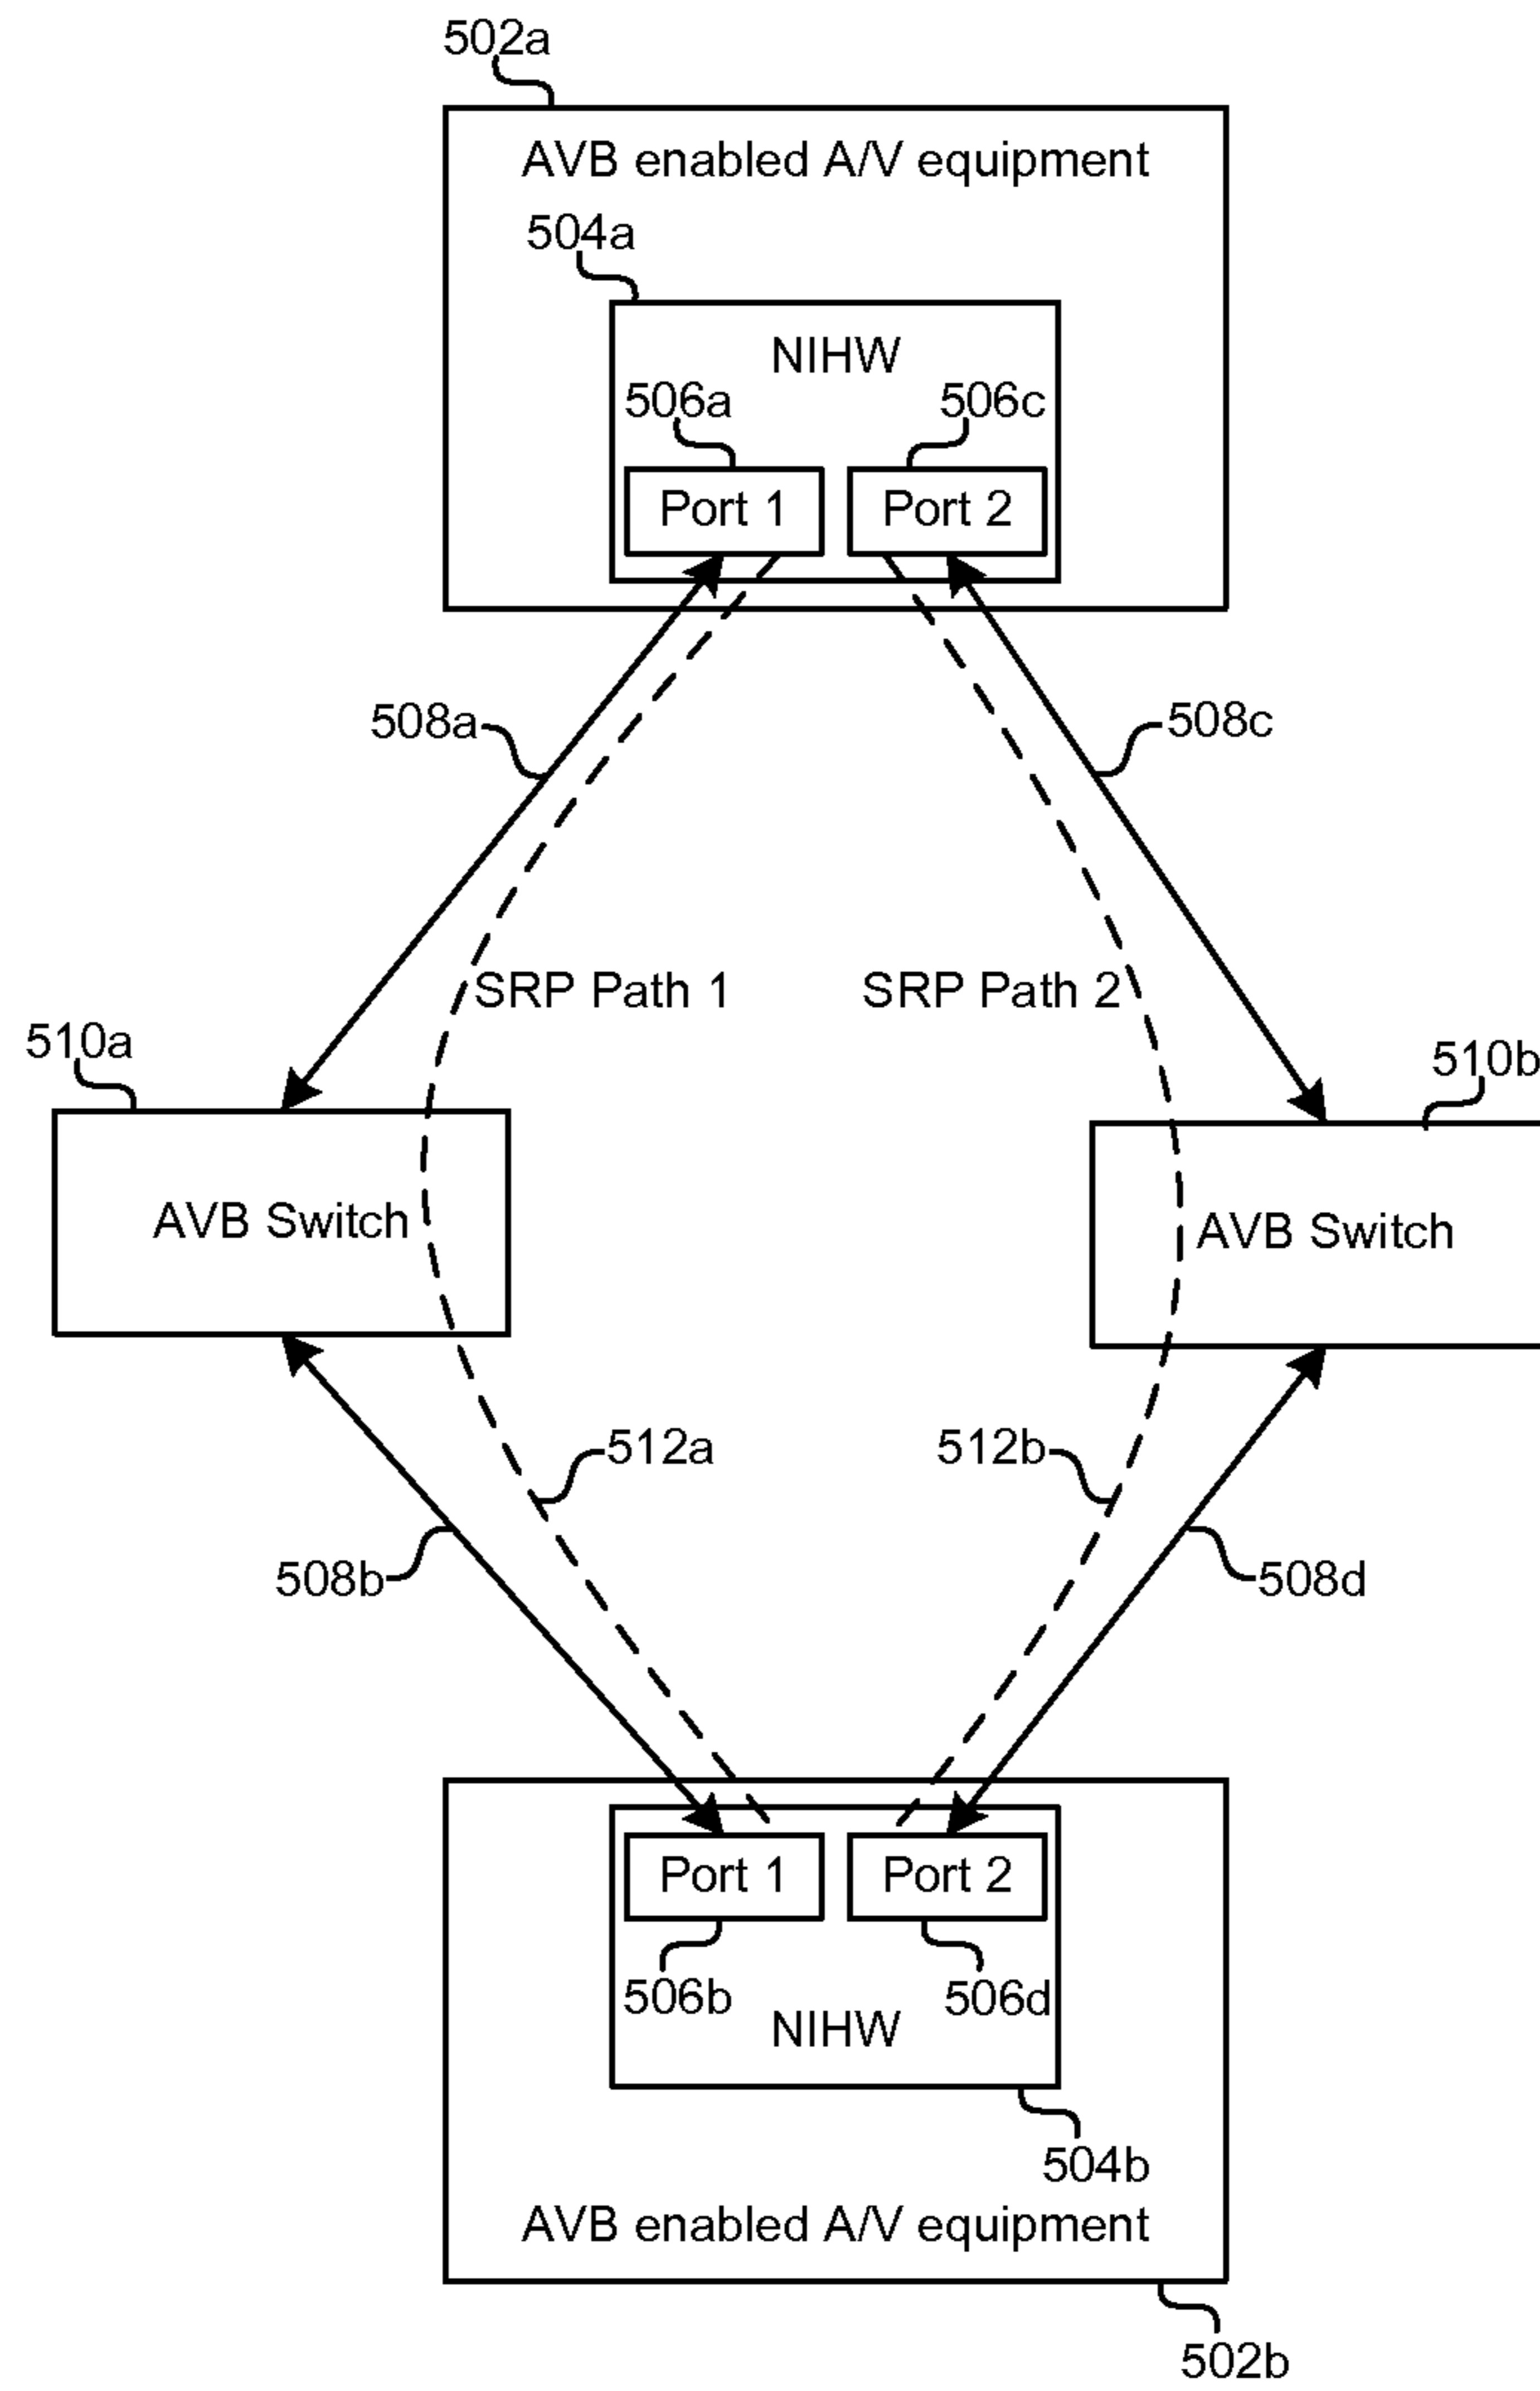 502a
AVB enabled A/V equipment
504a
NIHW
506a
506c
Port 1
Port 2
508a
508c
SRP Path 1
SRP Path 2
510a
510b
AVB Switch
AVB Switch
512a
512b
508b
508d
Port 1
Port 2
506b
506d
NIHW
504b
AVB enabled A/V equipment
502b